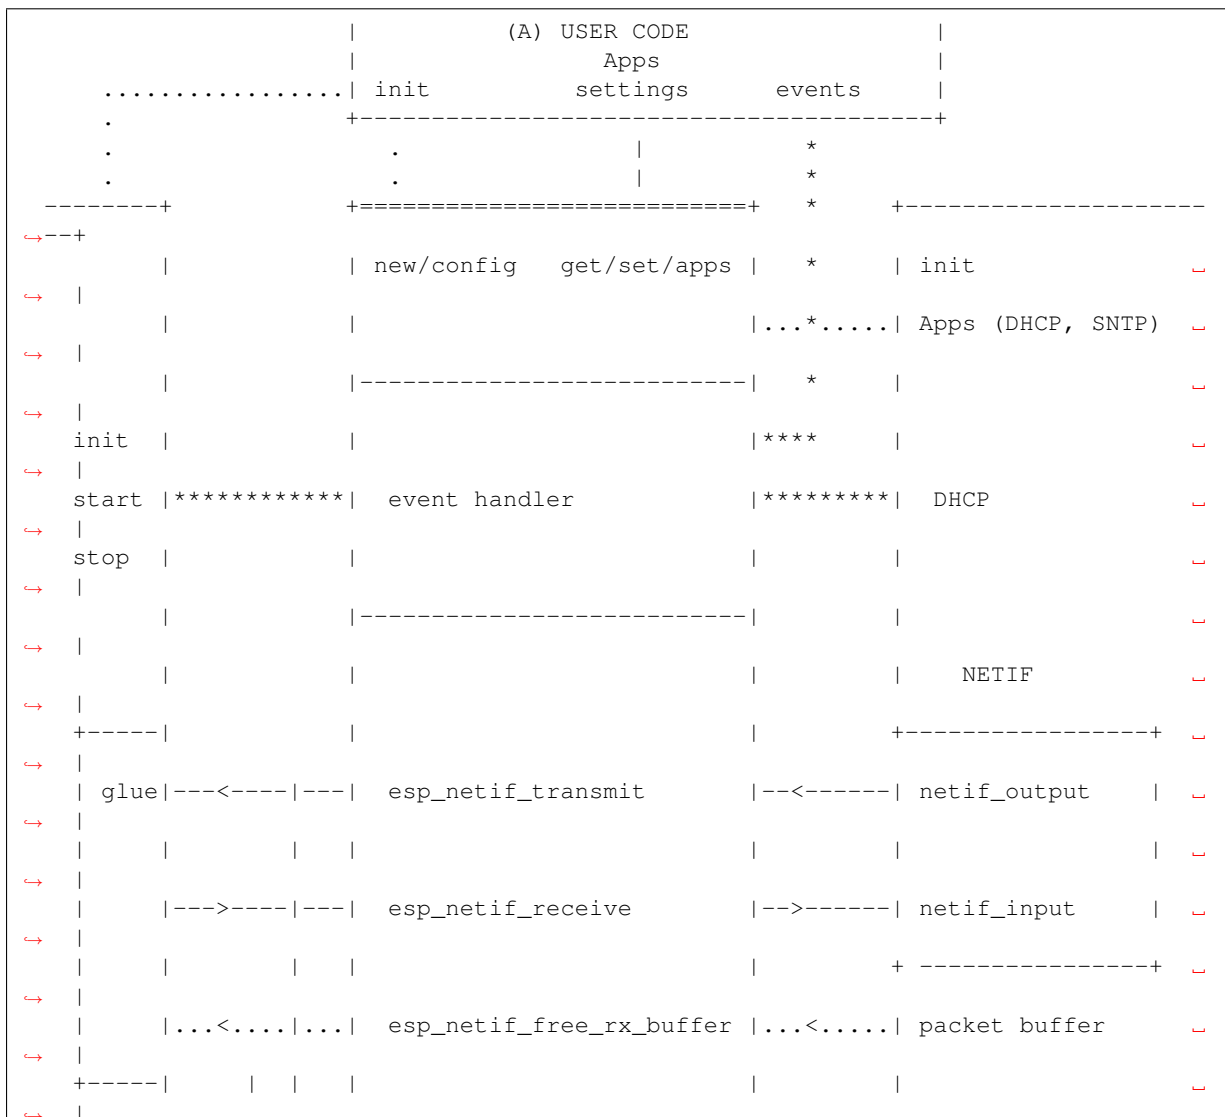 |          (A) USER CODE                 |
                      |                 Apps                   |
     .................| init          settings      events     |
     .                +----------------------------------------+
     .                   .                |           *
     .                   .                |           *
 --------+            +===========================+   *     +---------------------
↪--+
         |            | new/config   get/set/apps |   *     | init                ␣
↪  |
         |            |                           |...*.....| Apps (DHCP, SNTP)   ␣
↪  |
         |            |---------------------------|   *     |                     ␣
↪  |
   init  |            |                           |****     |                     ␣
↪  |
   start |************|  event handler            |*********|  DHCP               ␣
↪  |
   stop  |            |                           |         |                     ␣
↪  |
         |            |---------------------------|         |                     ␣
↪  |
         |            |                           |         |    NETIF            ␣
↪  |
   +-----|            |                           |         +-----------------+   ␣
↪  |
   | glue|---<----|---|  esp_netif_transmit       |--<------| netif_output    |   ␣
↪  |
   |     |        |   |                           |         |                 |   ␣
↪  |
   |     |--->----|---|  esp_netif_receive        |-->------| netif_input     |   ␣
↪  |
   |     |        |   |                           |         + ----------------+   ␣
↪  |
   |     |...<....|...|  esp_netif_free_rx_buffer |...<.....| packet buffer       ␣
↪  |
   +-----|     |  |   |                           |         |                     ␣
↪  |